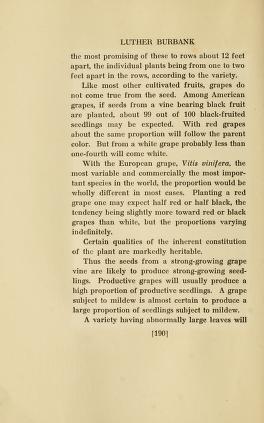 LUTHER BURBANK
the most promising of these to rows about 12 feet
apart, the individual plants being from one to two
feet apart in the rows, according to the variety.
Like most other cultivated fruits, grapes do
not come true from the seed. Among American
grapes, if seeds from a vine bearing black fruit
are planted, about 99 out of 100 black-fruited
seedlings may be expected. With red grapes
about the same proportion will follow the parent
color. But from a white grape probably less than
one-fourth will come white.
With the European grape, Vitis vinifera, the
most variable and commercially the most impor-
tant species in the world, the proportion would be
wholly different in most cases. Planting a red
grape one may expect half red or half black, the
tendency being slightly more toward red or black
grapes than white, but the proportions varying
indefinitely.
Certain qualities of the inherent constitution
of the plant are markedly heritable.
Thus the seeds from a strong-growing grape
vine are likely to produce strong-growing seed-
lings. Productive grapes will usually produce a
high proportion of productive seedlings. A grape
subject to mildew is almost certain to produce a
large proportion of seedlings subject to mildew.
A variety having abnormally large leaves will
[190]